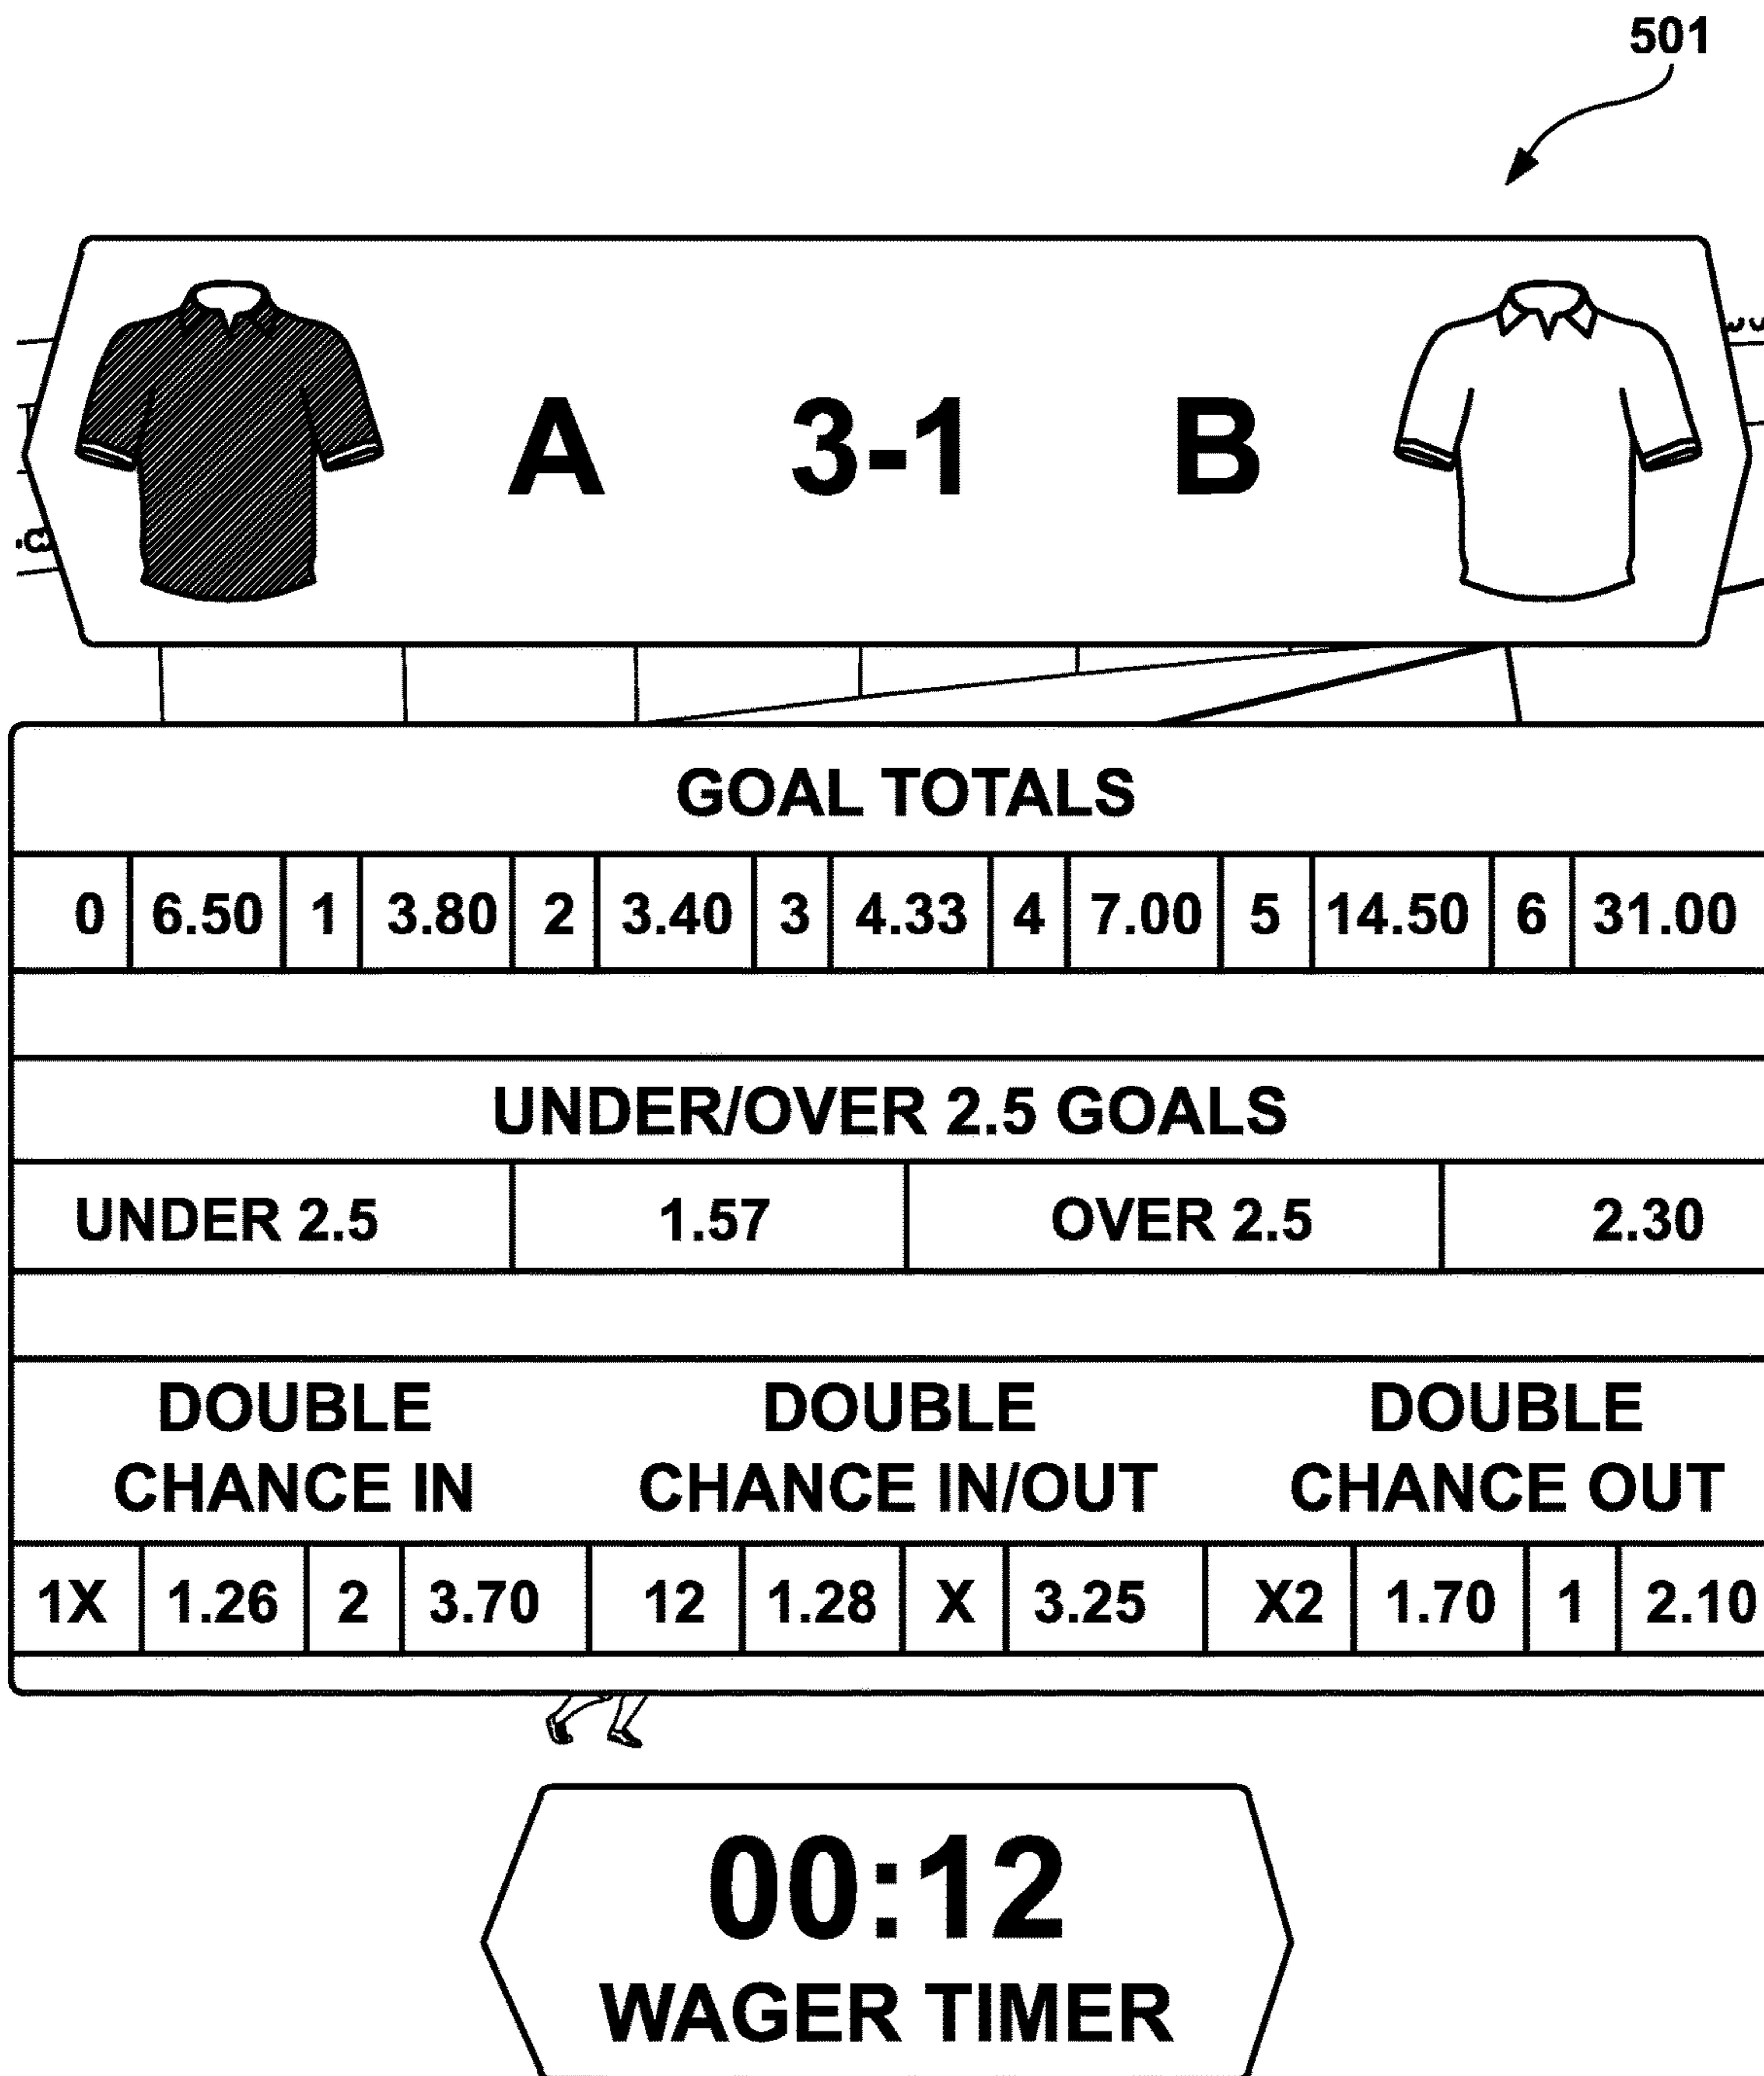 501
A 3-1 B
GOAL TOTALS
0 6.50 1 3.80 2 3.40 3 4.33 4 7.00 5 14.50 6 31.00
UNDER/OVER 2.5 GOALS
UNDER 2.5 1.57 OVER 2.5 2.30
DOUBLE DOUBLE DOUBLE
CHANCE IN CHANCE IN/OUT CHANCE OUT
1X 1.26 2 3.70 12 1.28 X 3.25 X2 1.70 1 2.10
00:12
WAGER TIMER